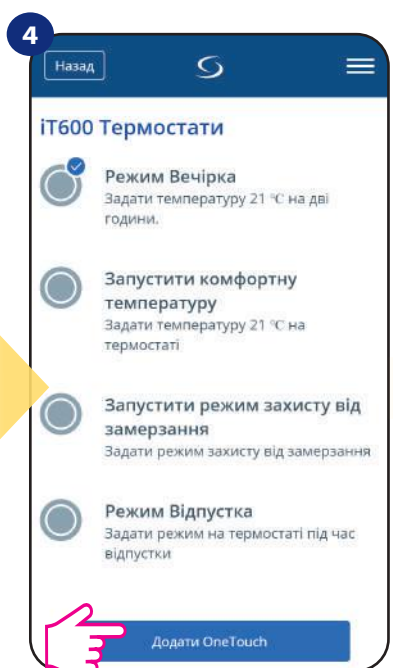 4
Назад
iT600 Термостати
Режим Вечірка
Задати температуру 21 °C на дві
години.
Запустити комфортну
температуру
Задати температуру 21 °C на
термостаті
Запустити режим захисту від
замерзання
Задати режим захисту від замерзання
Режим Відпустка
Задати режим на термостаті під час
відпустки
Додати OneTouch